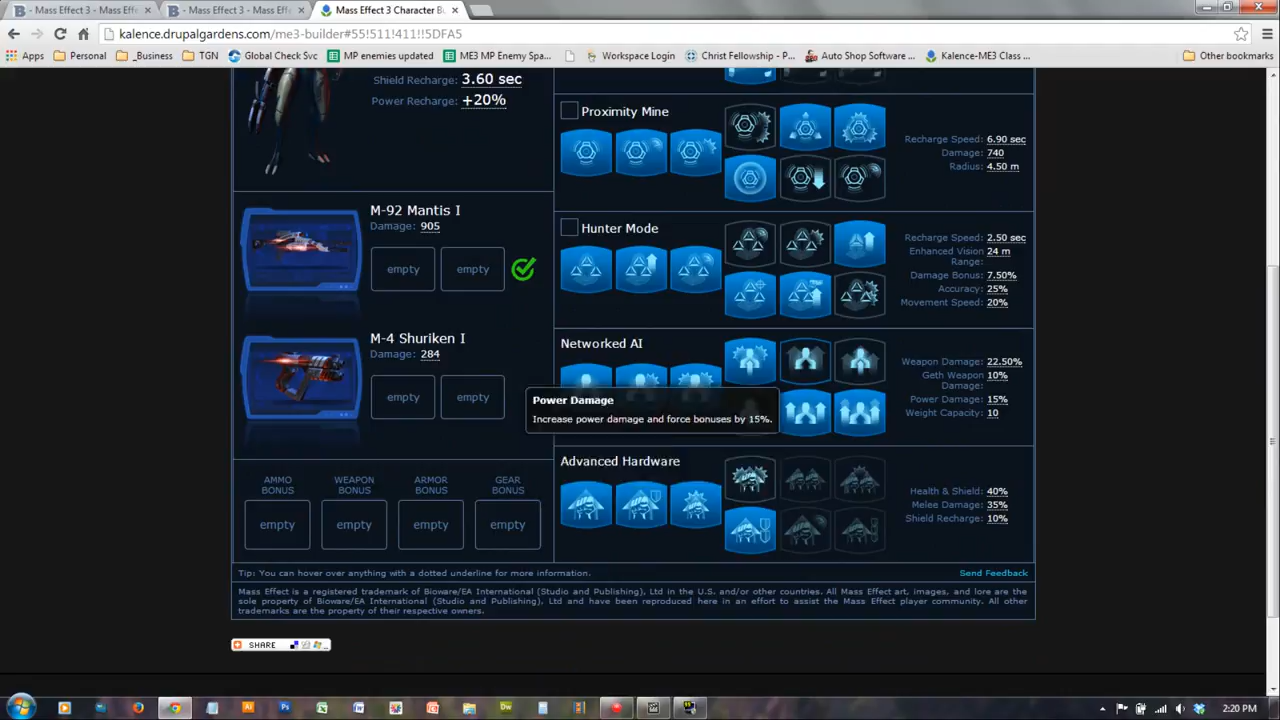 - Mass Effect 3 - Mass Effe
- Mass Effect 3 - Mass Effe
Mass Effect 3 Character B
kalence.drupalgardens.com/me3-builder#55!511!411!!5DFA5
Apps
Personal
_Business
TGN
Global Check Svc
MP enemies updated
ME3 MP Enemy Spa
Workspace Login
Christ Fellowship - P
Auto Shop Software
Kalence-ME3 Class
Other bookmarks
Shield Recharge: 3.60 sec
Power Recharge: +20%
M-92 Mantis I
Damage: 905
empty
empty
M-4 Shuriken I
Damage: 284
empty
empty
AMMO BONUS
WEAPON BONUS
ARMOR BONUS
GEAR BONUS
empty
empty
empty
empty
Proximity Mine
Recharge Speed: 6.90 sec
Damage: 740
Radius: 4.50 m
Hunter Mode
Recharge Speed: 2.50 sec
Enhanced Vision Range: 24 m
Damage Bonus: 7.50%
Accuracy: 25%
Movement Speed: 20%
Networked AI
Weapon Damage: 22.50%
Geth Weapon Damage: 10%
Power Damage: 15%
Weight Capacity: 10
Power Damage
Increase power damage and force bonuses by 15%.
Advanced Hardware
Health & Shield: 40%
Melee Damage: 35%
Shield Recharge: 10%
Tip: You can hover over anything with a dotted underline for more information.
Send Feedback
Mass Effect is a registered trademark of Bioware/EA International (Studio and Publishing), Ltd in the U.S. and/or other countries. All Mass Effect art, images, and lore are the
sole property of Bioware/EA International (Studio and Publishing), Ltd and have been reproduced here in an effort to assist the Mass Effect player community. All other
trademarks are the property of their respective owners.
SHARE
2:20 PM